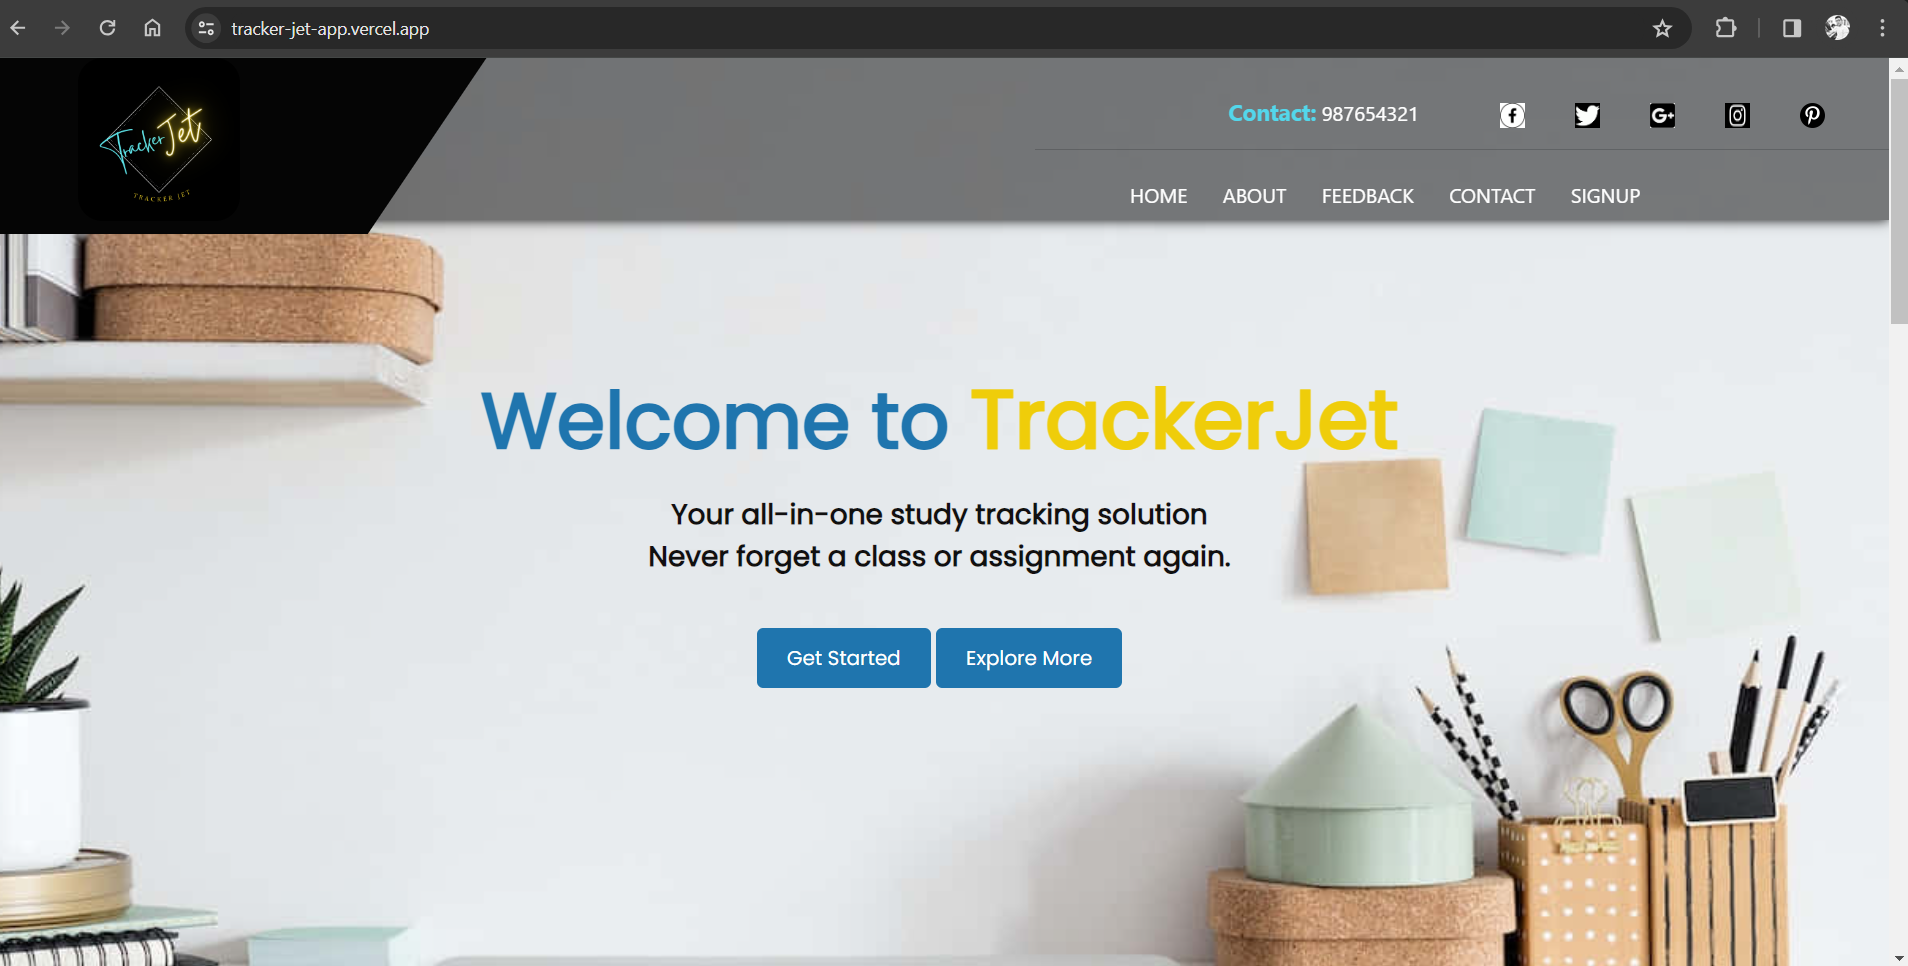 tracker-jet-app.vercel.app
Tracker Jet
TRACKER JET
Contact: 987654321
G+
HOME ABOUT FEEDBACK CONTACT SIGNUP
Welcome to TrackerJet
Your all-in-one study tracking solution
Never forget a class or assignment again.
Get Started Explore More